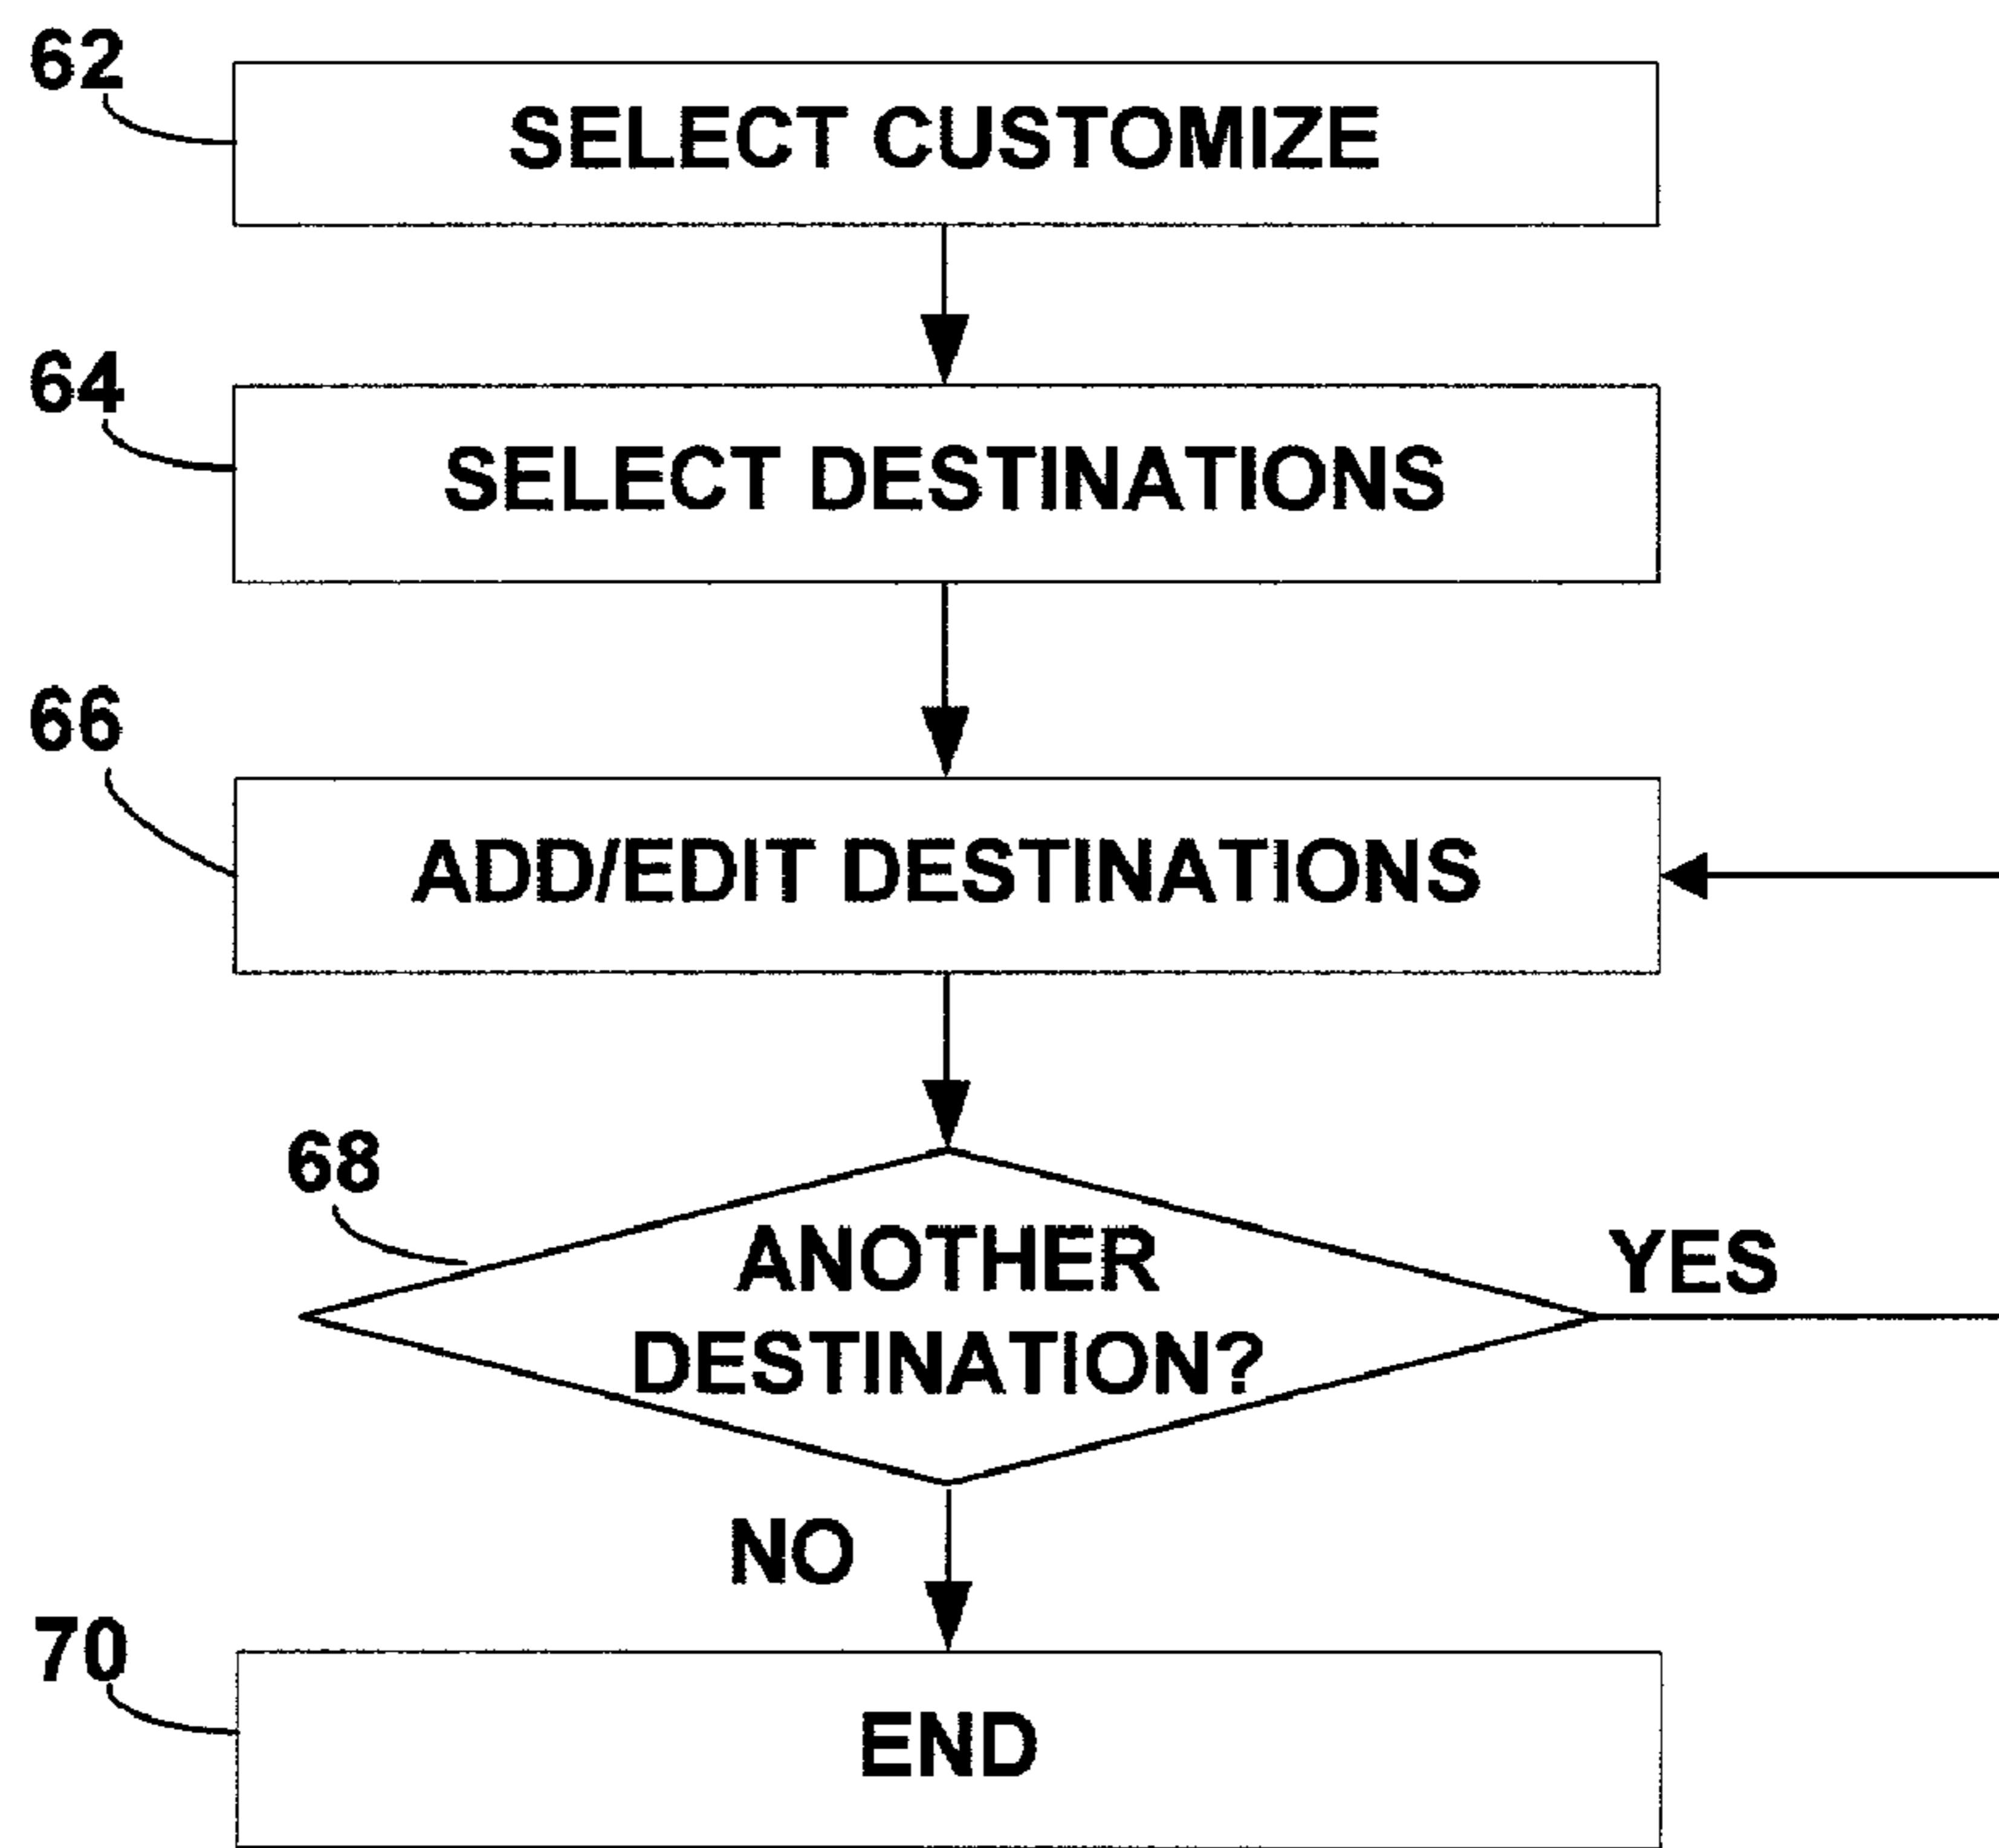 62
SELECT CUSTOMIZE
64
SELECT DESTINATIONS
66
ADD/EDIT DESTINATIONS
68
ANOTHER
DESTINATION?
YES
NO
70
END